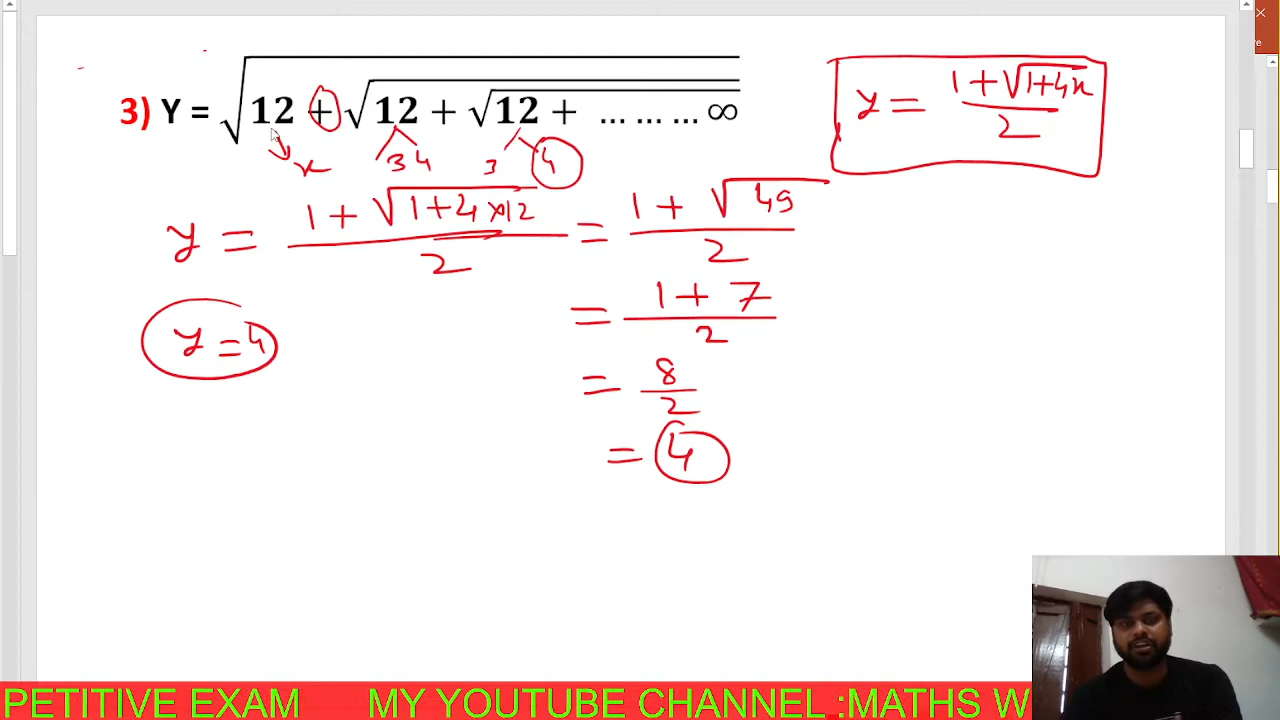 3) Y = √12 + √12 + √12 + ... ... ... ∞
y = 1 + √1+4x / 2
x 3 4 3 4
y = 1 + √1+4×12 / 2 = 1 + √49 / 2
= 1 + 7 / 2
y = 4
= 8 / 2
= 4
PETITIVE EXAM MY YOUTUBE CHANNEL :MATHS W